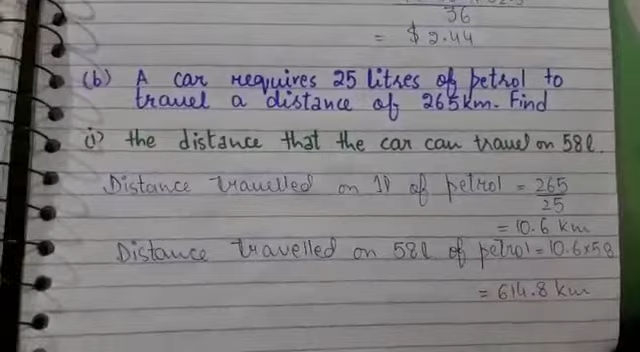 36
= $ 2.44
(b) A car requires 25 litres of petrol to
travel a distance of 265km. Find
(i) the distance that the car can travel on 58l.
Distance travelled on 1l of petrol = 265
25
= 10.6 km
Distance travelled on 58l of petrol = 10.6x58
= 614.8 km